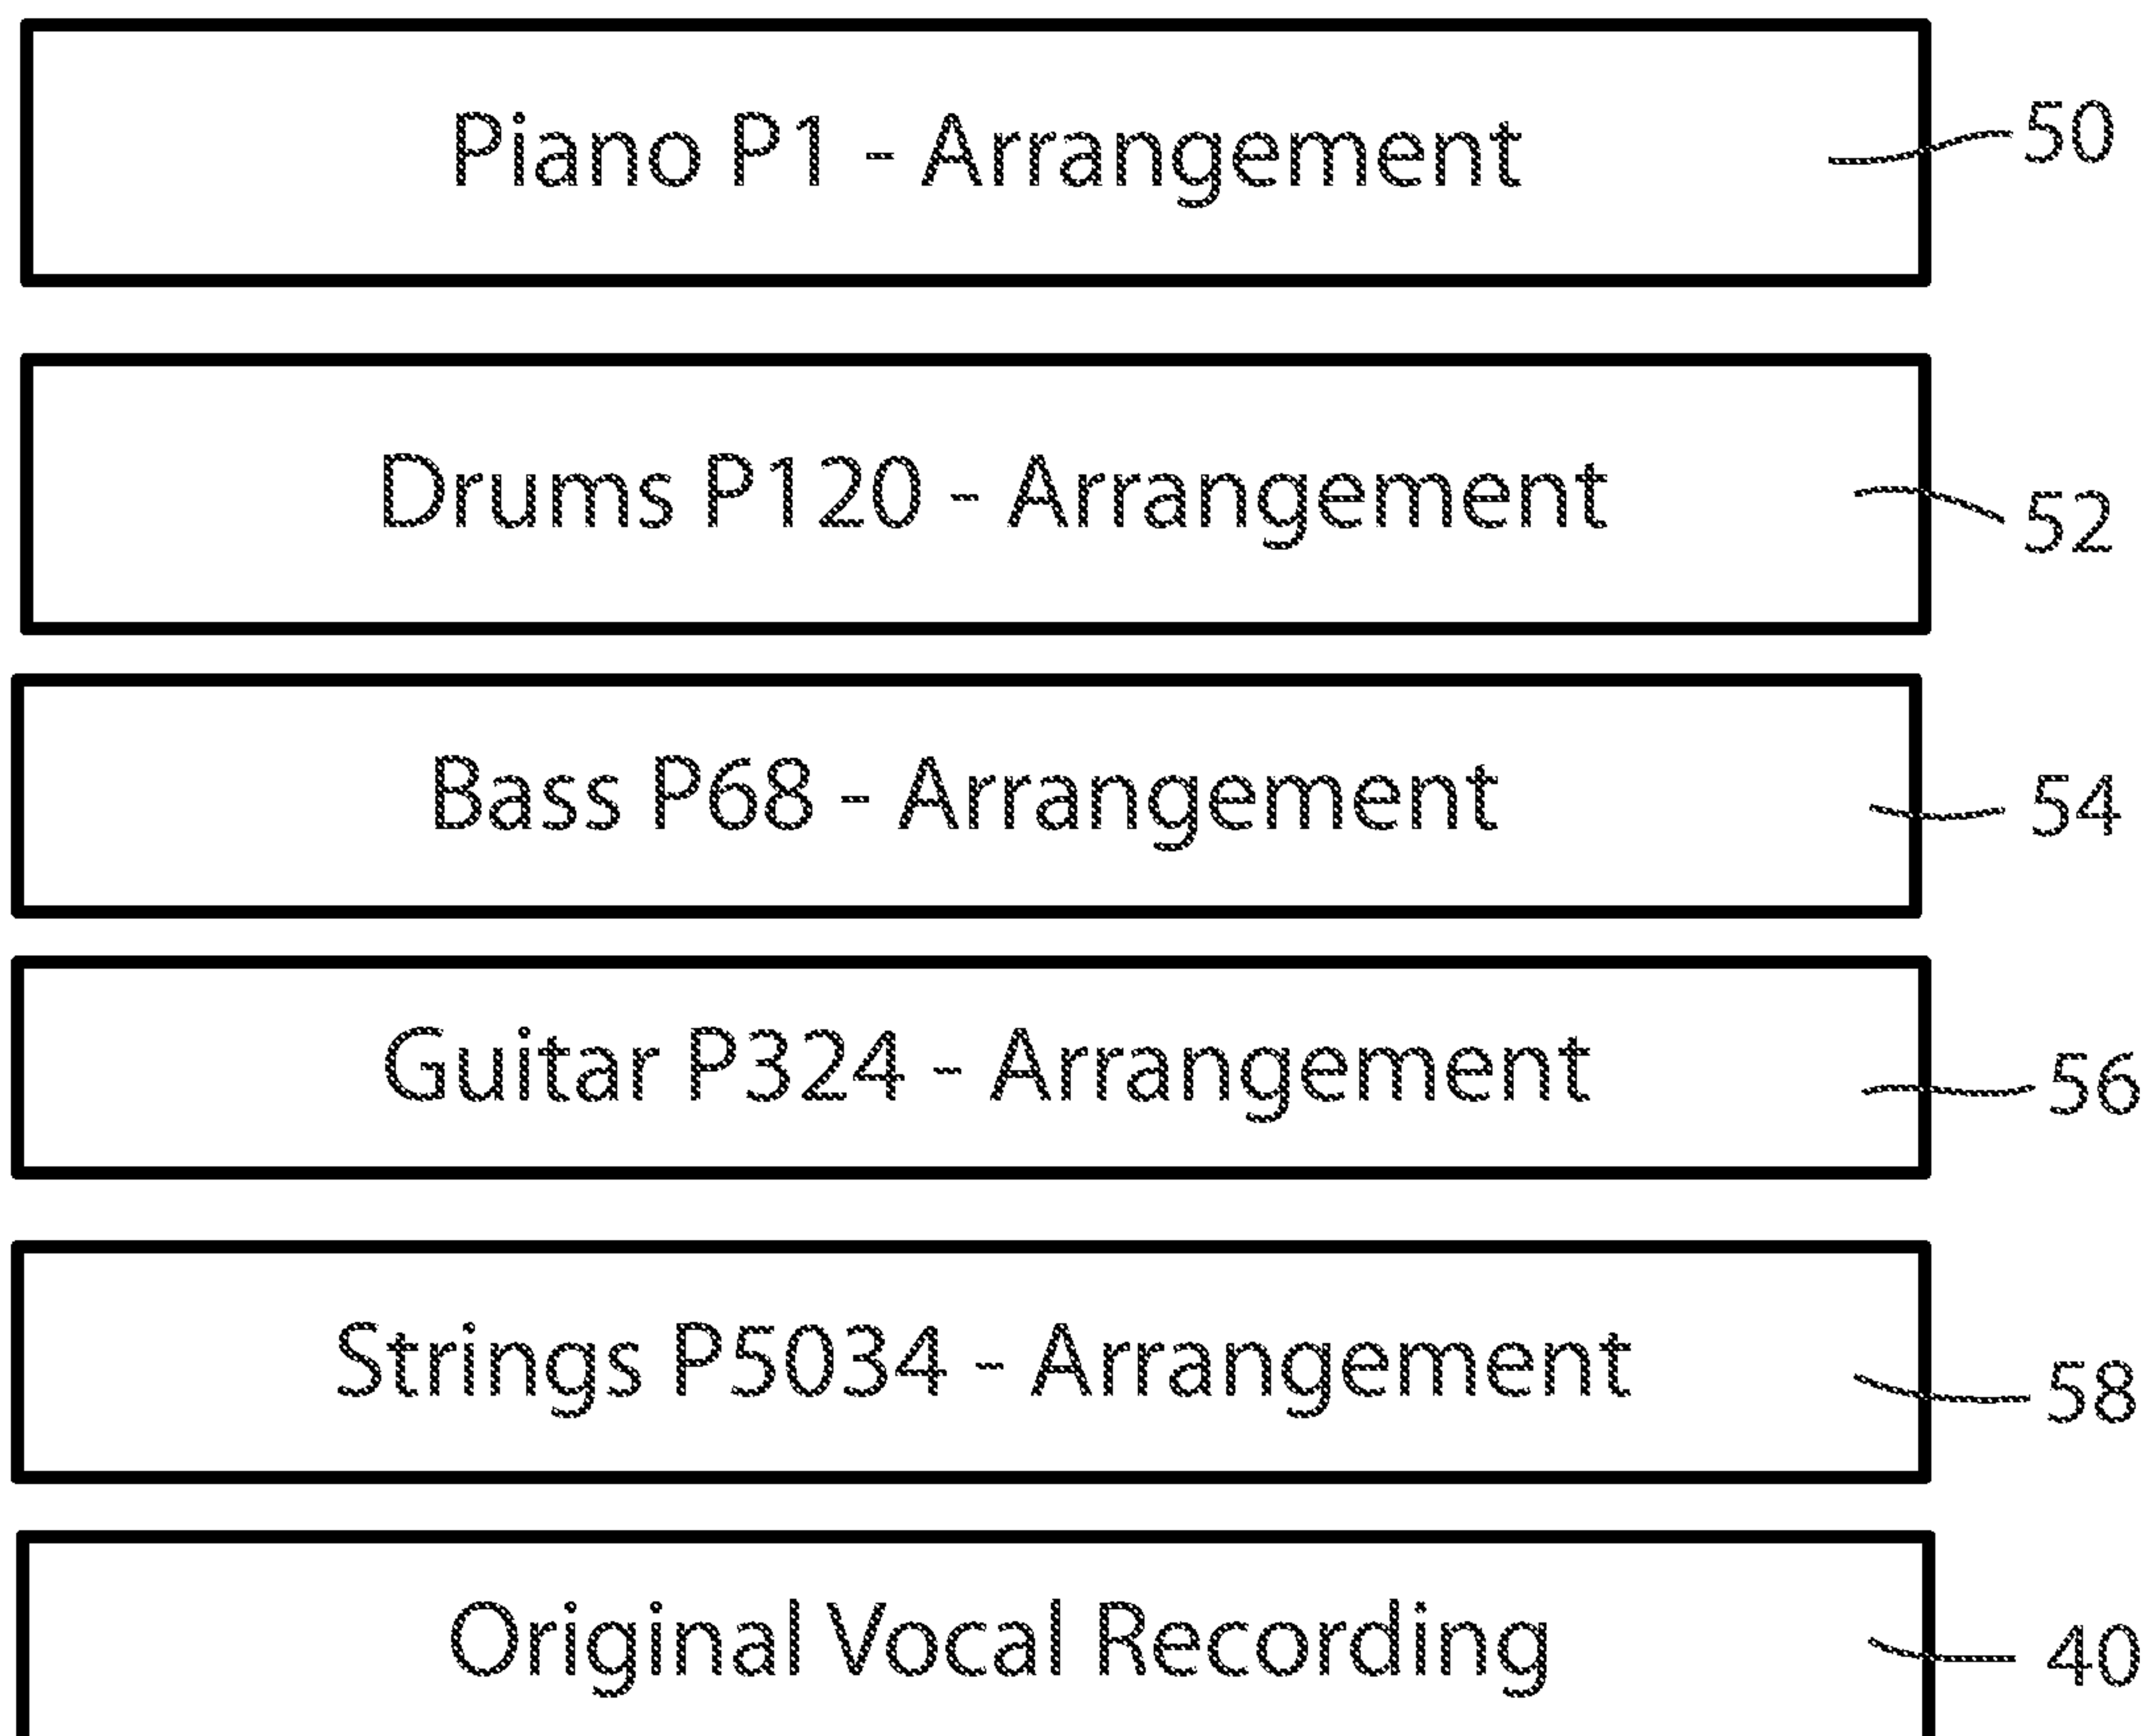 Piano P1 - Arrangement 50
Drums P120 - Arrangement 52
Bass P68 - Arrangement 54
Guitar P324 - Arrangement 56
Strings P5034 - Arrangement 58
Original Vocal Recording 40